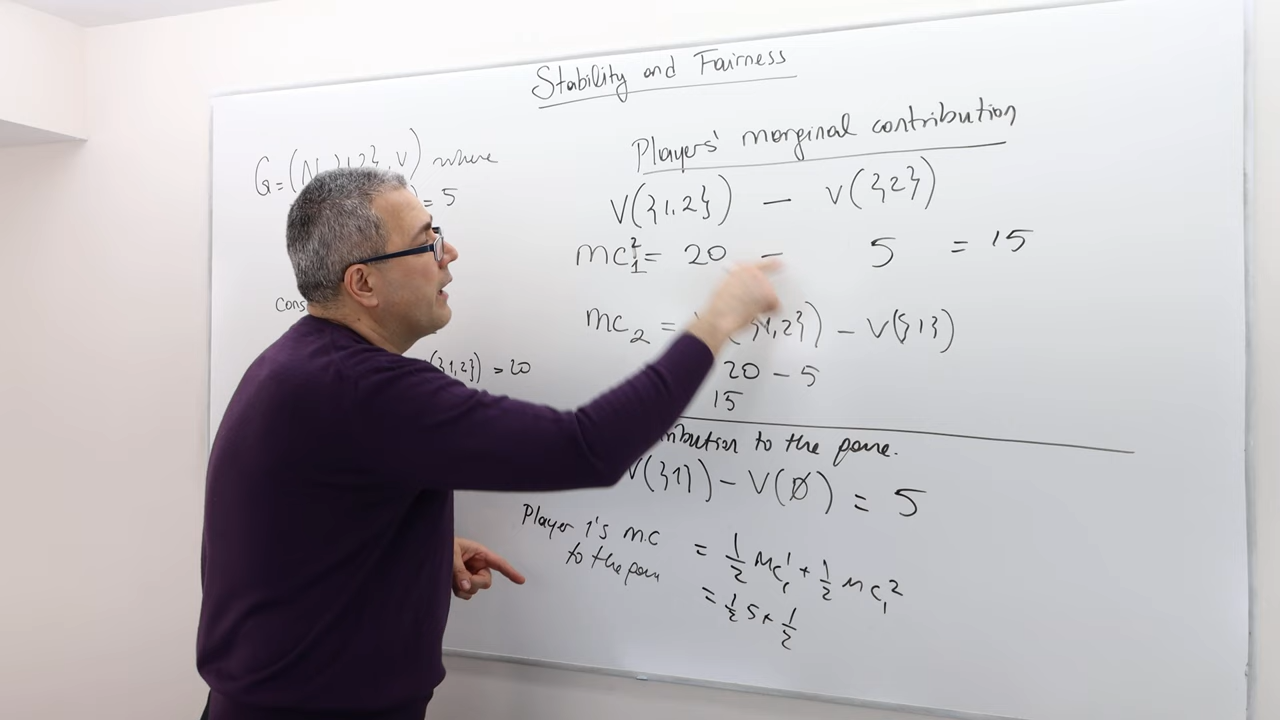 Stability and Fairness
G = (N, {1,2}, V) where
= 5
Cons
({1,2}) = 20
Players' marginal contribution
V({1,2}) — V({2})
mc₁² = 20 — 5 = 15
mc₂ = {1,2}) - V({1})
20 - 5
15
to the game.
V({1}) - V(∅) = 5
Player 1's m.c
to the game
= 1/2 mc₁¹ + 1/2 mc₁²
= 1/2 5 + 1/2